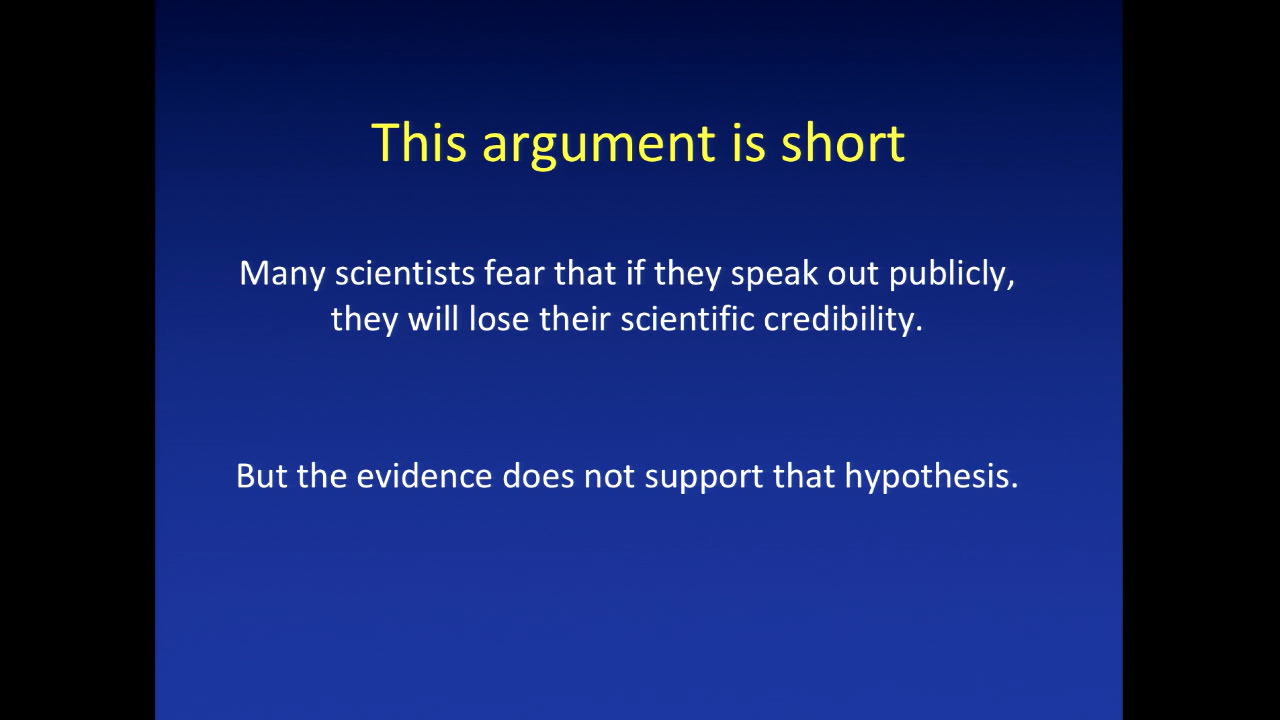 This argument is short
Many scientists fear that if they speak out publicly,
they will lose their scientific credibility.
But the evidence does not support that hypothesis.